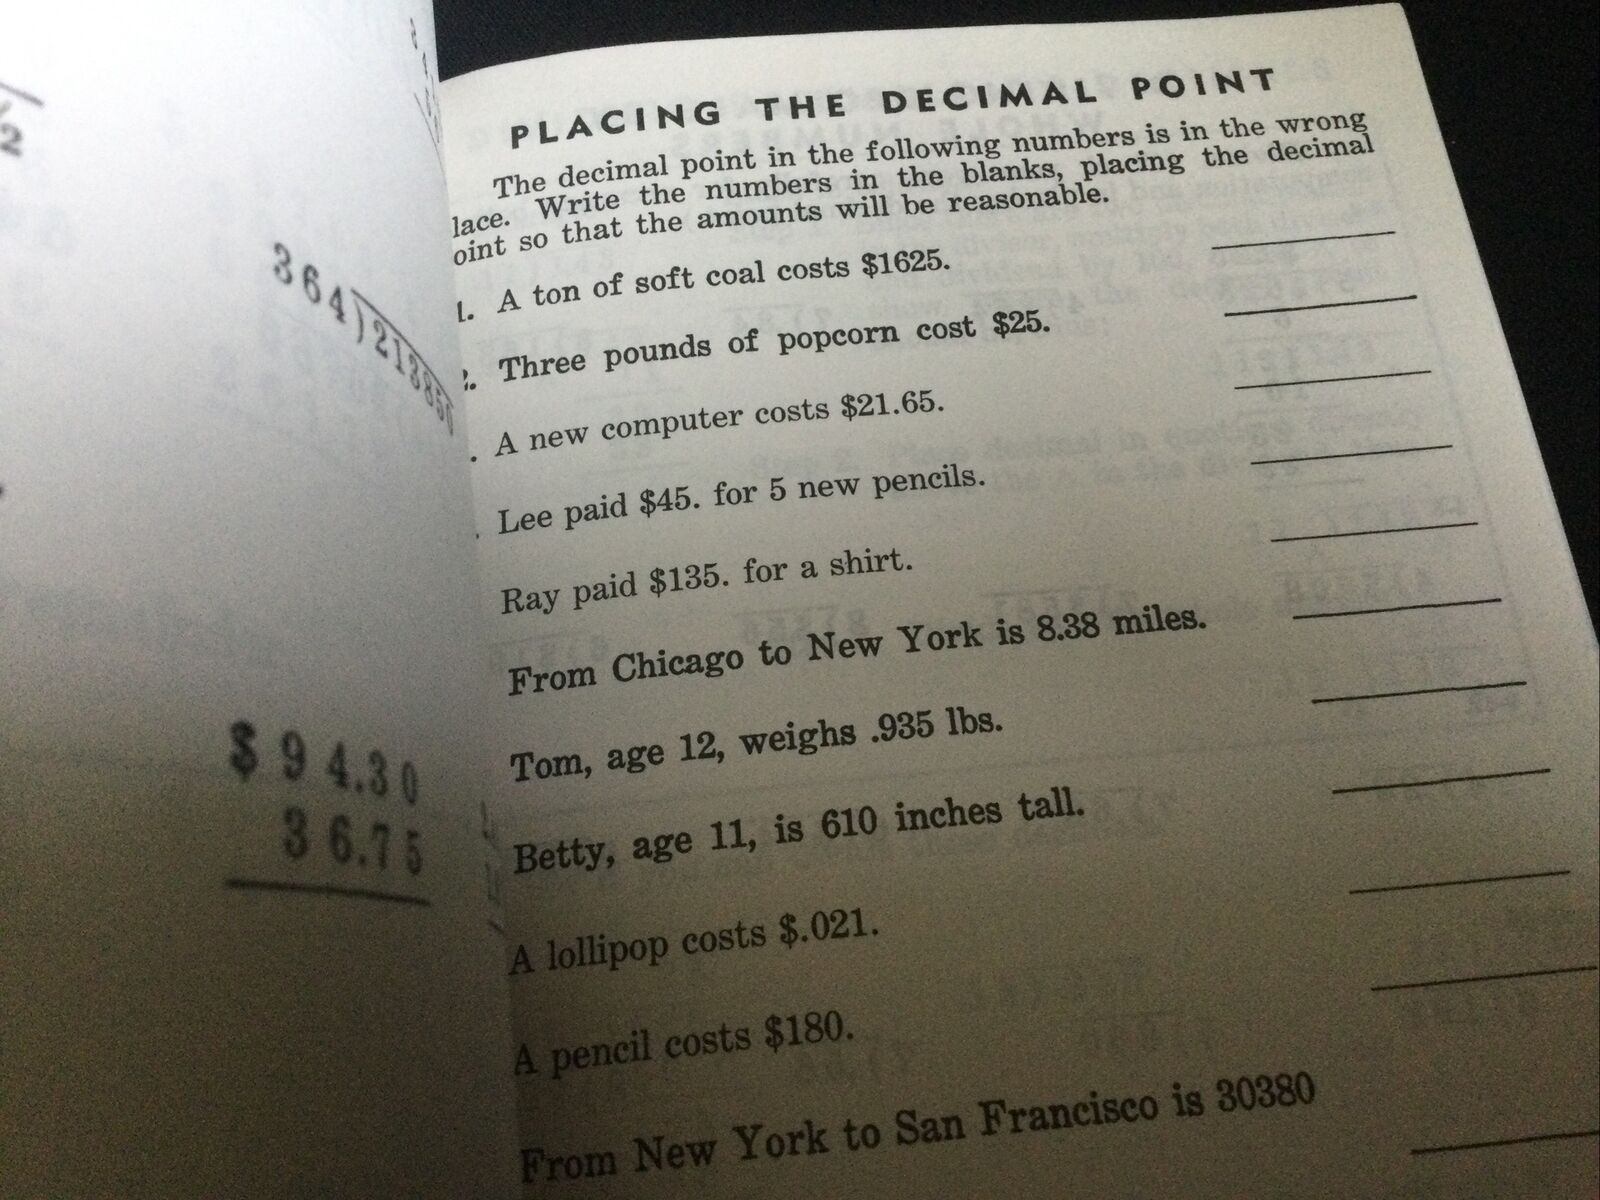 364)213850
$94.30
36.75
PLACING THE DECIMAL POINT
The decimal point in the following numbers is in the wrong
lace. Write the numbers in the blanks, placing the decimal
oint so that the amounts will be reasonable.
1. A ton of soft coal costs $1625.
2. Three pounds of popcorn cost $25.
. A new computer costs $21.65.
. Lee paid $45. for 5 new pencils.
Ray paid $135. for a shirt.
From Chicago to New York is 8.38 miles.
Tom, age 12, weighs .935 lbs.
Betty, age 11, is 610 inches tall.
A lollipop costs $.021.
A pencil costs $180.
From New York to San Francisco is 30380